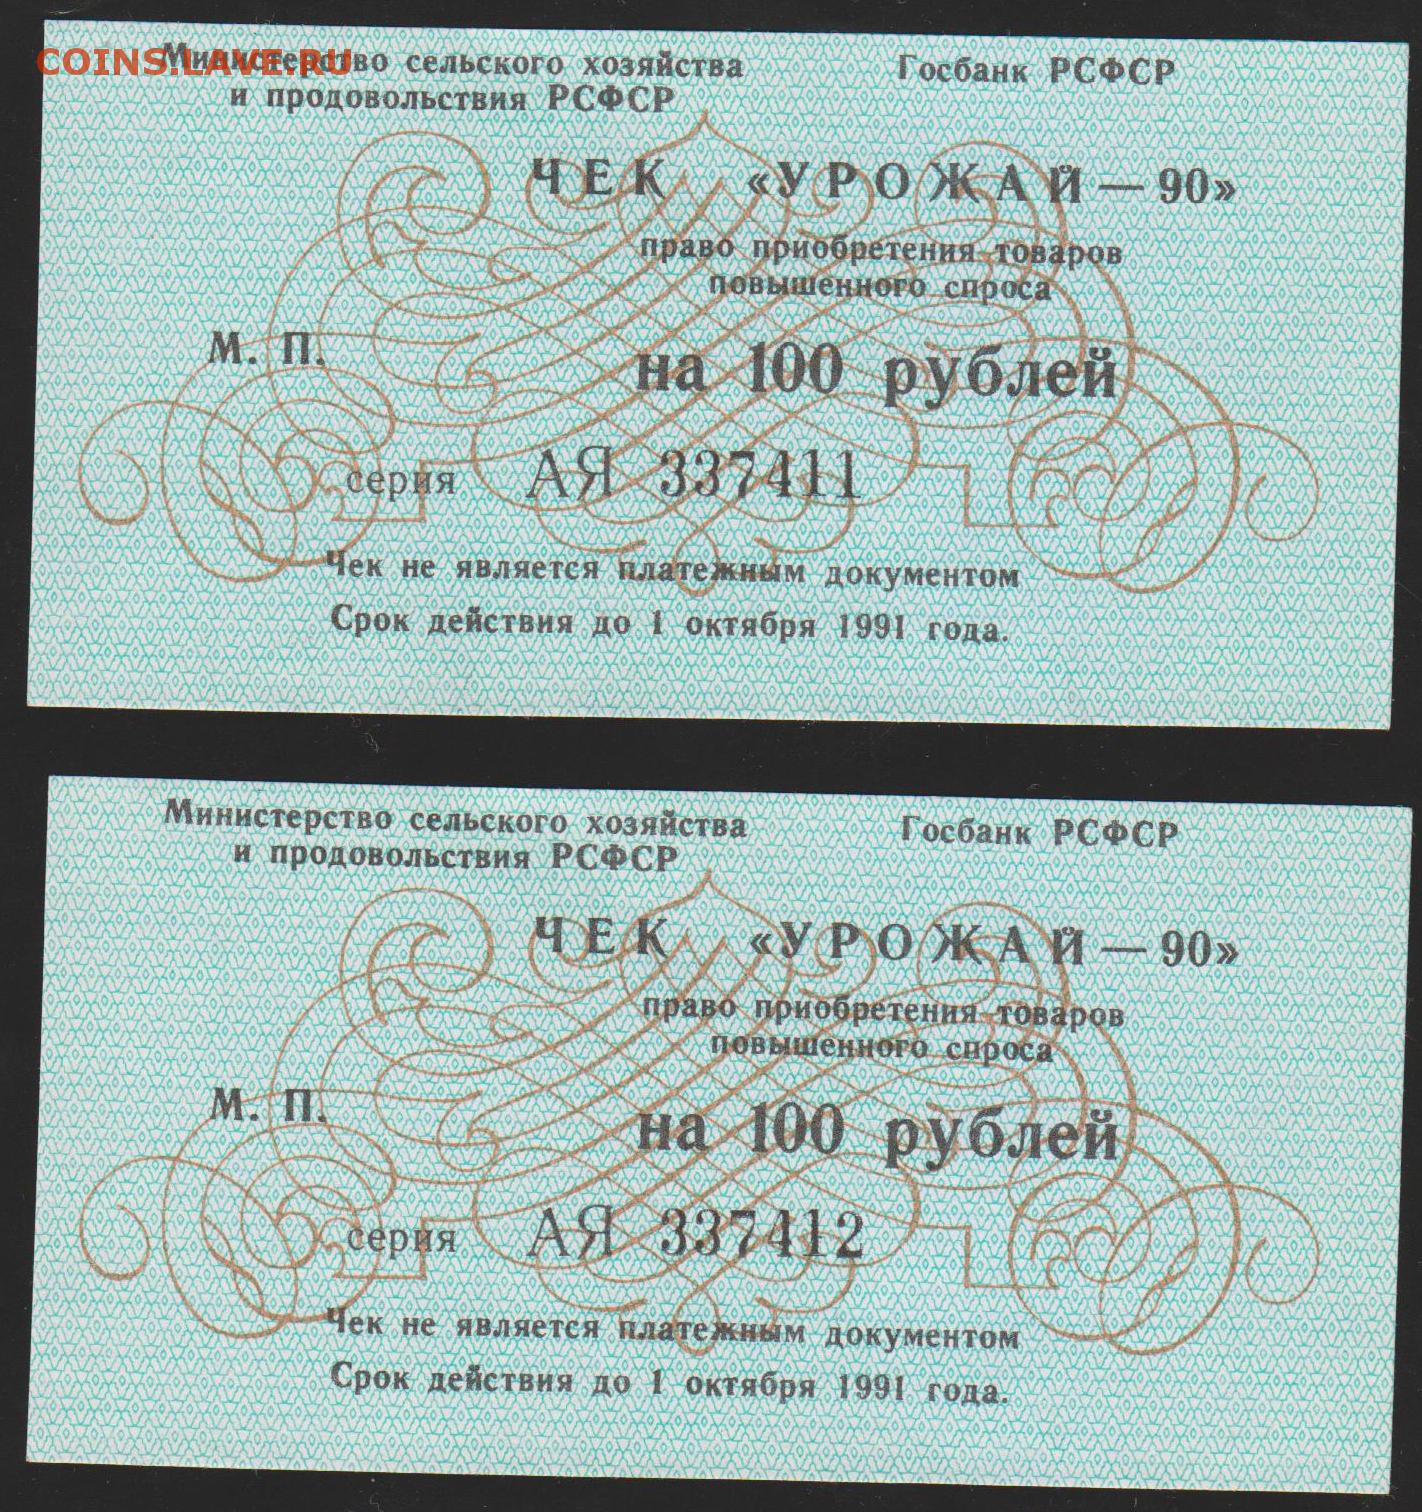 COINS.LAVE.RU
Министерство сельского хозяйства
и продовольствия РСФСР
Госбанк РСФСР
ЧЕК «УРОЖАЙ — 90»
право приобретения товаров
повышенного спроса
М. П.
на 100 рублей
серия АЯ 337411
Чек не является платежным документом
Срок действия до 1 октября 1991 года.
Министерство сельского хозяйства
и продовольствия РСФСР
Госбанк РСФСР
ЧЕК «УРОЖАЙ — 90»
право приобретения товаров
повышенного спроса
М. П.
на 100 рублей
серия АЯ 337412
Чек не является платежным документом
Срок действия до 1 октября 1991 года.